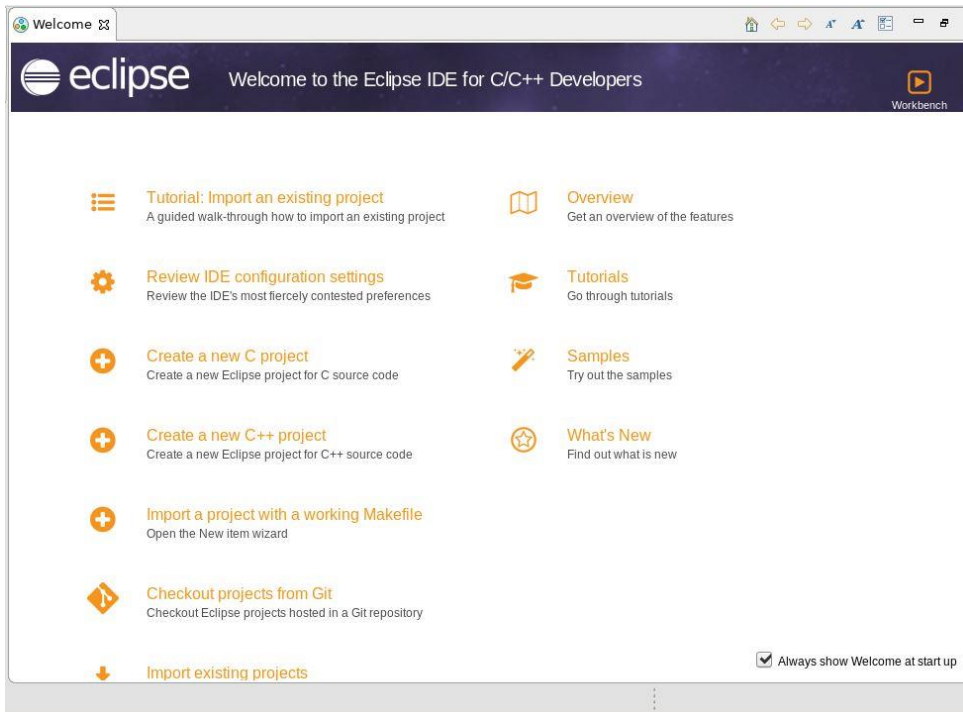 Welcome
eclipse
Welcome to the Eclipse IDE for C/C++ Developers
Workbench
Tutorial: Import an existing project
A guided walk-through how to import an existing project
Review IDE configuration settings
Review the IDE's most fiercely contested preferences
Create a new C project
Create a new Eclipse project for C source code
Create a new C++ project
Create a new Eclipse project for C++ source code
Import a project with a working Makefile
Open the New item wizard
Checkout projects from Git
Checkout Eclipse projects hosted in a Git repository
Import existing projects
Overview
Get an overview of the features
Tutorials
Go through tutorials
Samples
Try out the samples
What's New
Find out what is new
Always show Welcome at start up